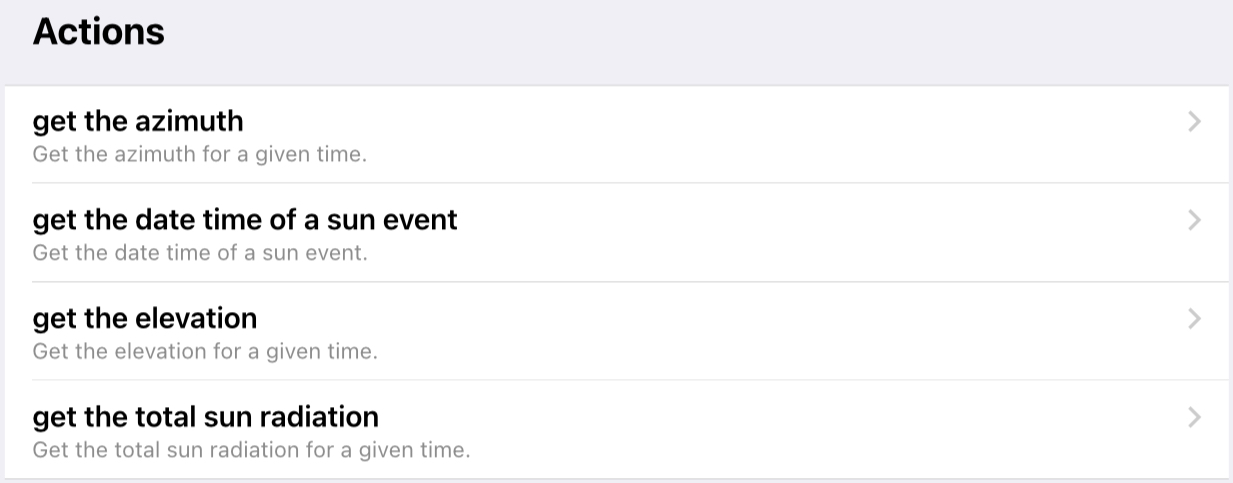 Actions
get the azimuth
Get the azimuth for a given time.
get the date time of a sun event
Get the date time of a sun event.
get the elevation
Get the elevation for a given time.
get the total sun radiation
Get the total sun radiation for a given time.